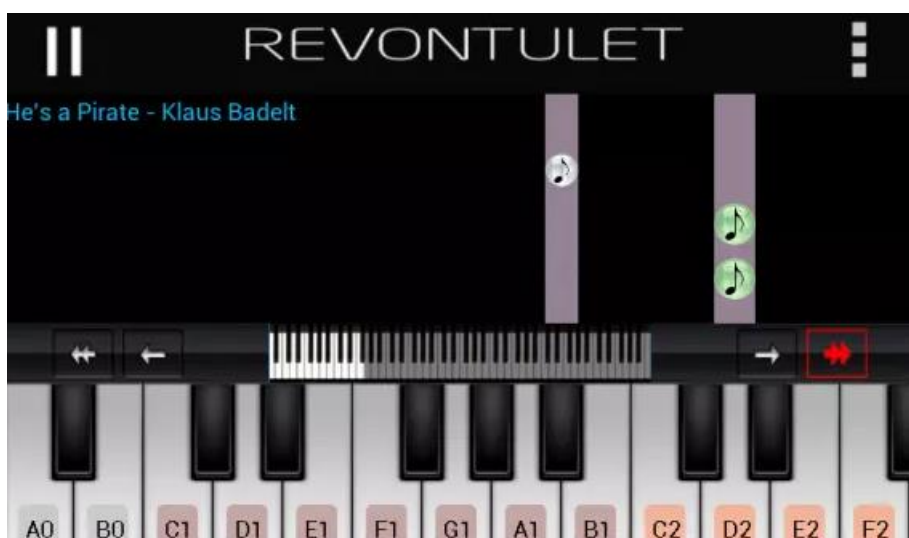 REVONTULET
He's a Pirate - Klaus Badelt
A0 B0 C1 D1 E1 F1 G1 A1 B1 C2 D2 E2 F2